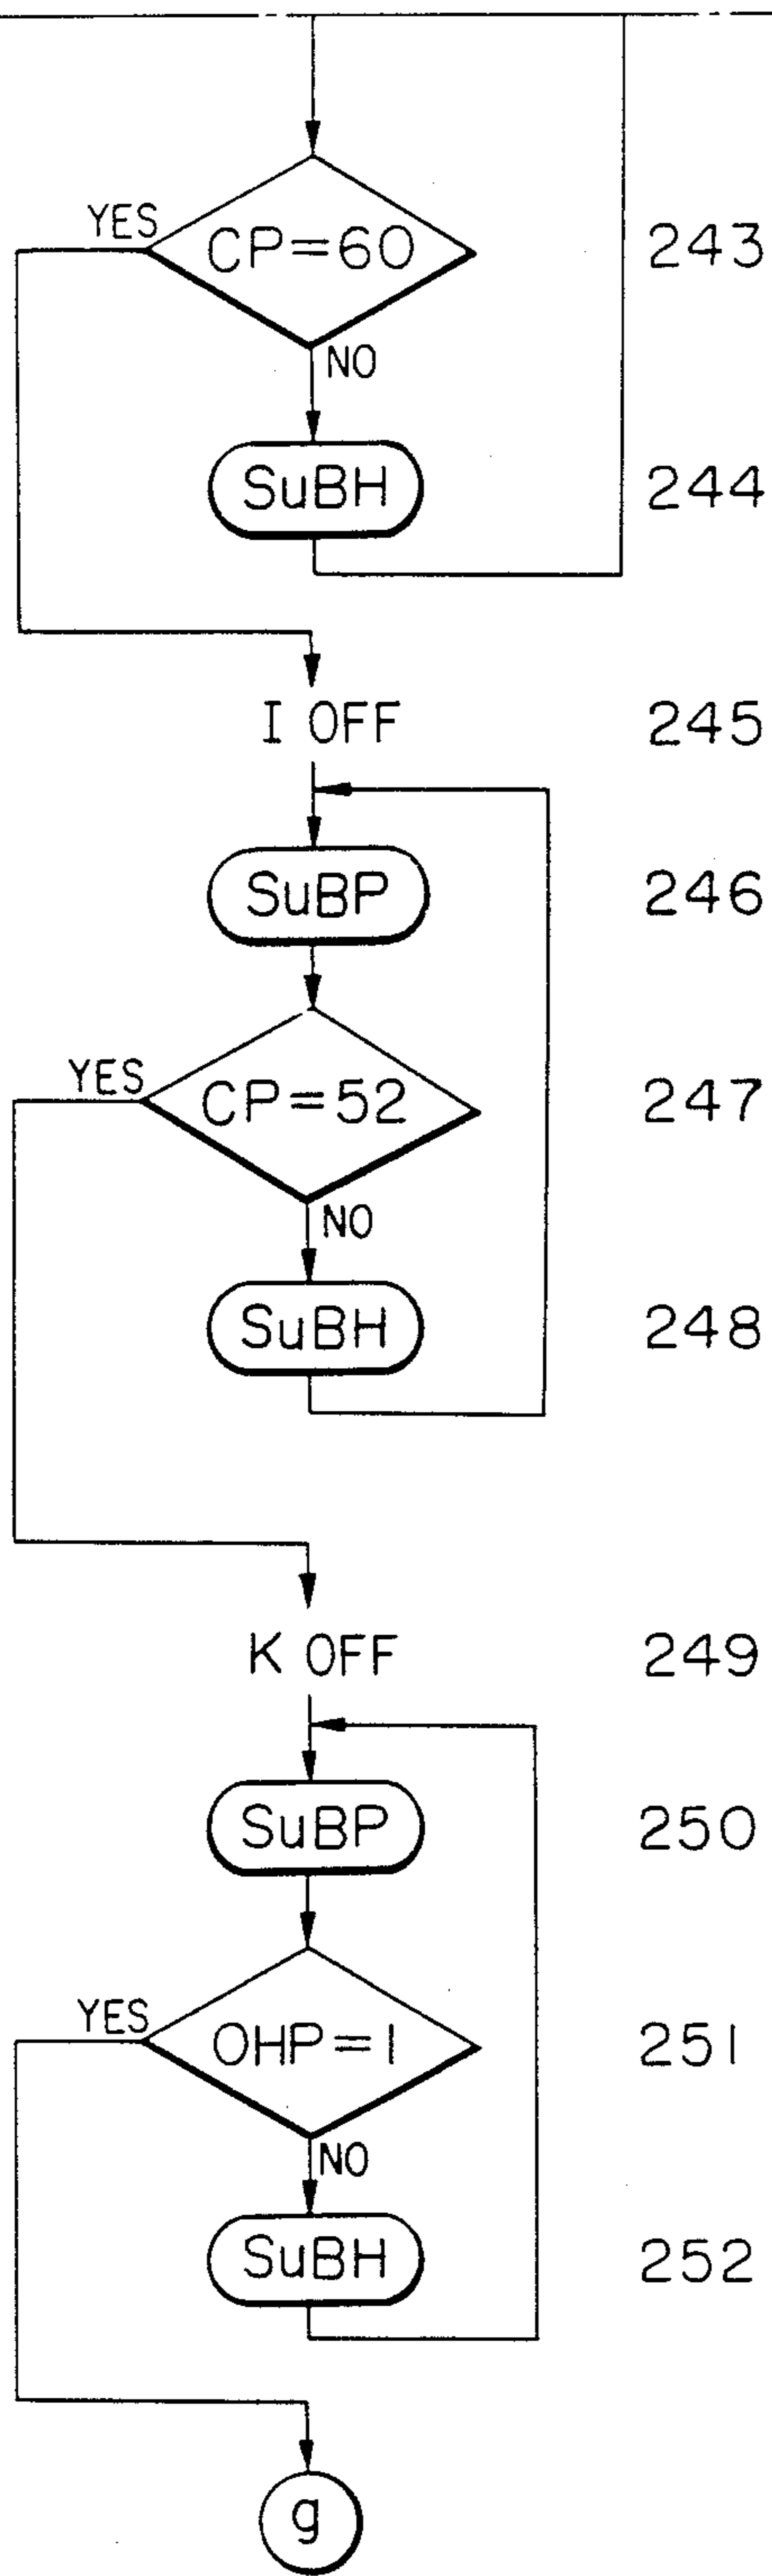 YES CP=60 243
NO
SuBH 244
I OFF 245
SuBP 246
YES CP=52 247
NO
SuBH 248
K OFF 249
SuBP 250
YES OHP=1 251
NO
SuBH 252
g